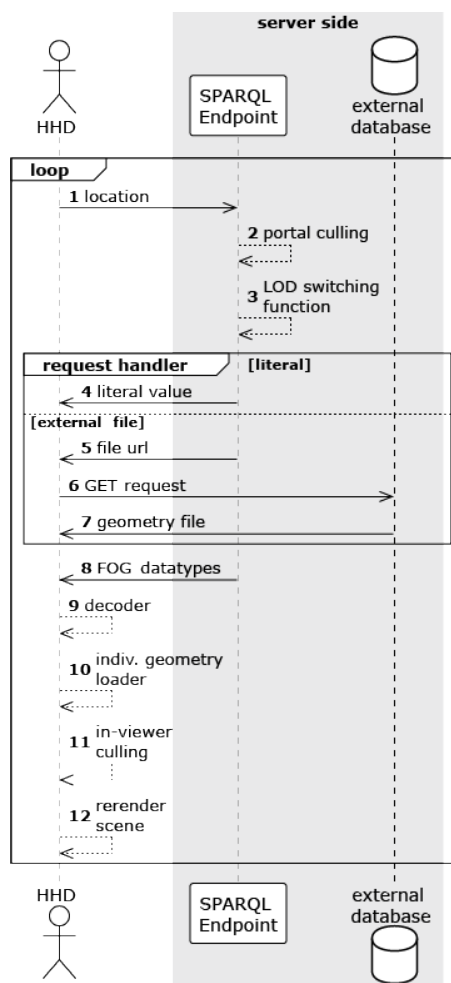 server side
HHD
SPARQL
Endpoint
external
database
loop
1 location
2 portal culling
3 LOD switching
function
request handler [literal]
4 literal value
[external file]
5 file url
6 GET request
7 geometry file
8 FOG datatypes
9 decoder
10 indiv. geometry
loader
11 in-viewer
culling
12 rerender
scene
HHD
SPARQL
Endpoint
external
database